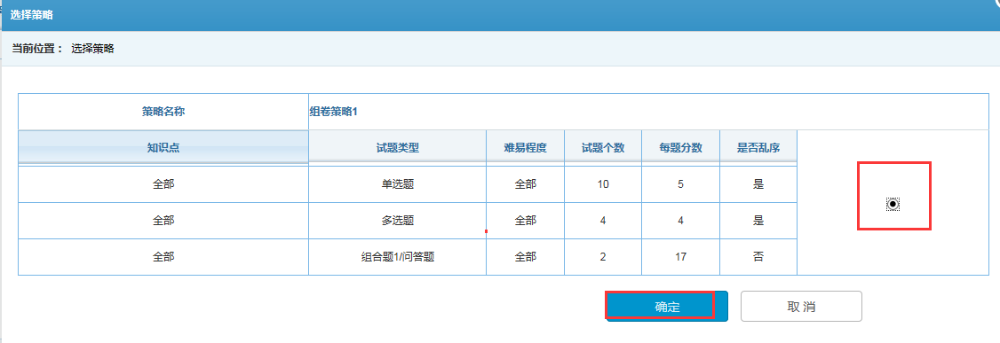 选择策略
当前位置： 选择策略
策略名称 组卷策略1
知识点 试题类型 难易程度 试题个数 每题分数 是否乱序
全部 单选题 全部 10 5 是
全部 多选题 全部 4 4 是
全部 组合题1/问答题 全部 2 17 否
确定 取 消